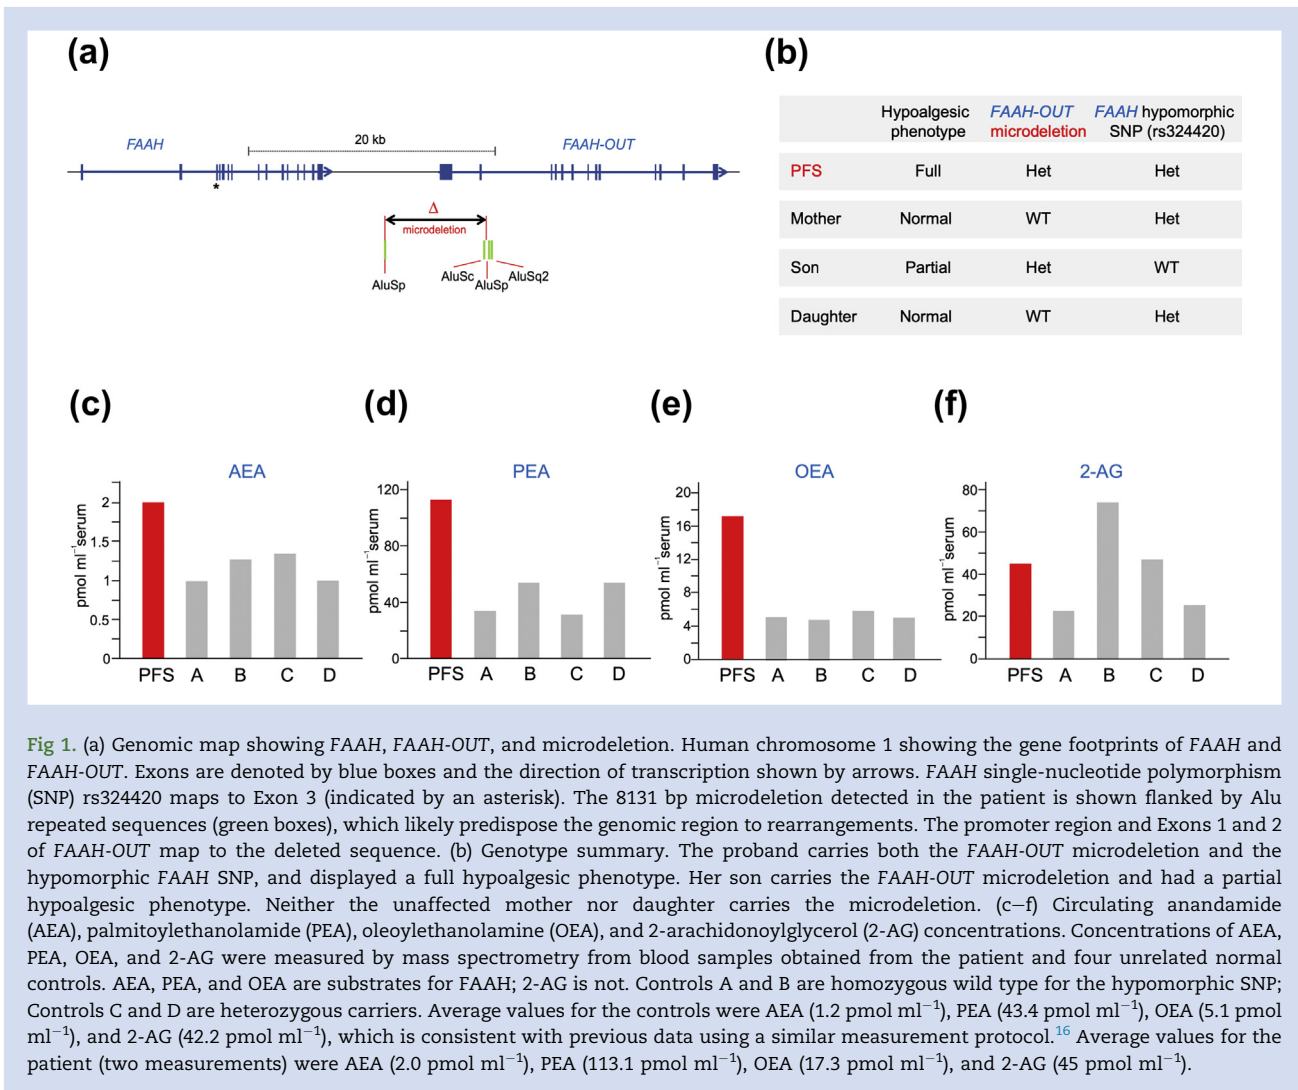 (a)
FAAH
20 kb
FAAH-OUT
*
Δ
microdeletion
AluSp
AluSc
AluSp
AluSq2
(b)
Hypoalgesic phenotype
FAAH-OUT microdeletion
FAAH hypomorphic SNP (rs324420)
PFS Full Het Het
Mother Normal WT Het
Son Partial Het WT
Daughter Normal WT Het
(c)
AEA
pmol ml⁻¹serum
2
1.5
1
0.5
0
PFS A B C D
(d)
PEA
pmol ml⁻¹serum
120
80
40
0
PFS A B C D
(e)
OEA
pmol ml⁻¹serum
20
16
12
8
4
0
PFS A B C D
(f)
2-AG
pmol ml⁻¹serum
80
60
40
20
0
PFS A B C D
Fig 1. (a) Genomic map showing FAAH, FAAH-OUT, and microdeletion. Human chromosome 1 showing the gene footprints of FAAH and
FAAH-OUT. Exons are denoted by blue boxes and the direction of transcription shown by arrows. FAAH single-nucleotide polymorphism
(SNP) rs324420 maps to Exon 3 (indicated by an asterisk). The 8131 bp microdeletion detected in the patient is shown flanked by Alu
repeated sequences (green boxes), which likely predispose the genomic region to rearrangements. The promoter region and Exons 1 and 2
of FAAH-OUT map to the deleted sequence. (b) Genotype summary. The proband carries both the FAAH-OUT microdeletion and the
hypomorphic FAAH SNP, and displayed a full hypoalgesic phenotype. Her son carries the FAAH-OUT microdeletion and had a partial
hypoalgesic phenotype. Neither the unaffected mother nor daughter carries the microdeletion. (c–f) Circulating anandamide
(AEA), palmitoylethanolamide (PEA), oleoylethanolamine (OEA), and 2-arachidonoylglycerol (2-AG) concentrations. Concentrations of AEA,
PEA, OEA, and 2-AG were measured by mass spectrometry from blood samples obtained from the patient and four unrelated normal
controls. AEA, PEA, and OEA are substrates for FAAH; 2-AG is not. Controls A and B are homozygous wild type for the hypomorphic SNP;
Controls C and D are heterozygous carriers. Average values for the controls were AEA (1.2 pmol ml⁻¹), PEA (43.4 pmol ml⁻¹), OEA (5.1 pmol
ml⁻¹), and 2-AG (42.2 pmol ml⁻¹), which is consistent with previous data using a similar measurement protocol.¹⁶ Average values for the
patient (two measurements) were AEA (2.0 pmol ml⁻¹), PEA (113.1 pmol ml⁻¹), OEA (17.3 pmol ml⁻¹), and 2-AG (45 pmol ml⁻¹).